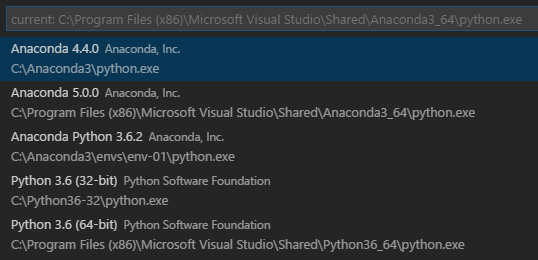 current: C:\Program Files (x86)\Microsoft Visual Studio\Shared\Anaconda3_64\python.exe
Anaconda 4.4.0 Anaconda, Inc.
C:\Anaconda3\python.exe
Anaconda 5.0.0 Anaconda, Inc.
C:\Program Files (x86)\Microsoft Visual Studio\Shared\Anaconda3_64\python.exe
Anaconda Python 3.6.2 Anaconda, Inc.
C:\Anaconda3\envs\env-01\python.exe
Python 3.6 (32-bit) Python Software Foundation
C:\Python36-32\python.exe
Python 3.6 (64-bit) Python Software Foundation
C:\Program Files (x86)\Microsoft Visual Studio\Shared\Python36_64\python.exe